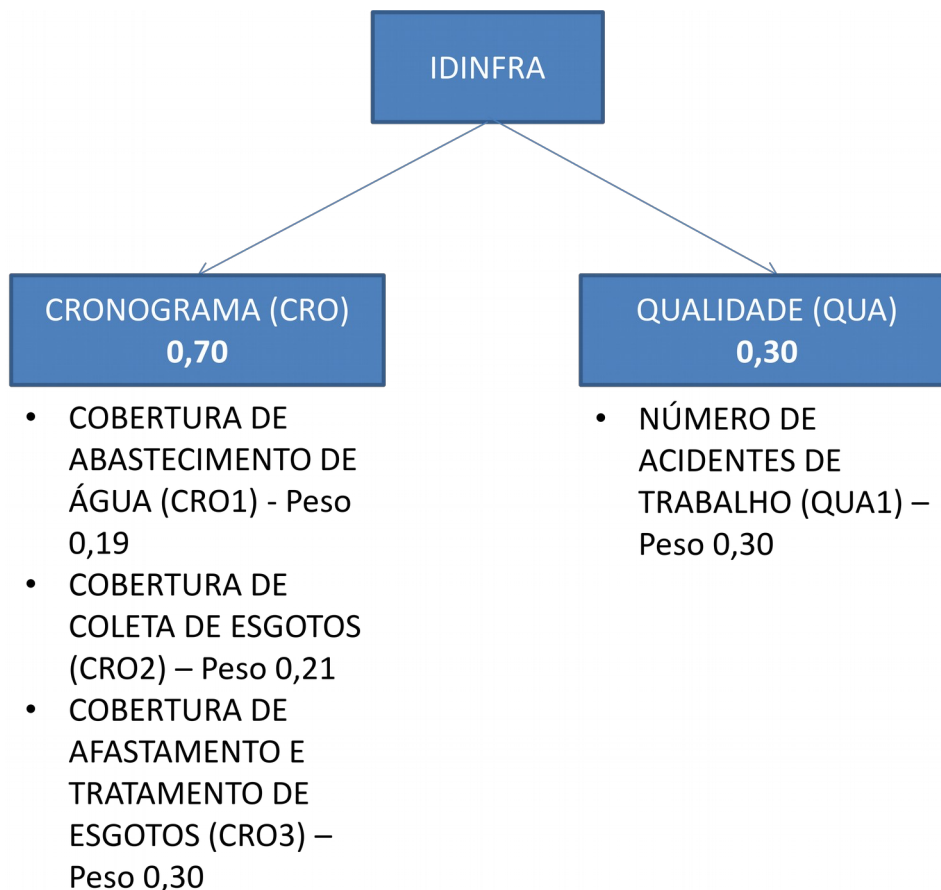 IDINFRA
CRONOGRAMA (CRO)
0,70
• COBERTURA DE
ABASTECIMENTO DE
ÁGUA (CRO1) - Peso
0,19
• COBERTURA DE
COLETA DE ESGOTOS
(CRO2) – Peso 0,21
• COBERTURA DE
AFASTAMENTO E
TRATAMENTO DE
ESGOTOS (CRO3) –
Peso 0,30
QUALIDADE (QUA)
0,30
• NÚMERO DE
ACIDENTES DE
TRABALHO (QUA1) –
Peso 0,30